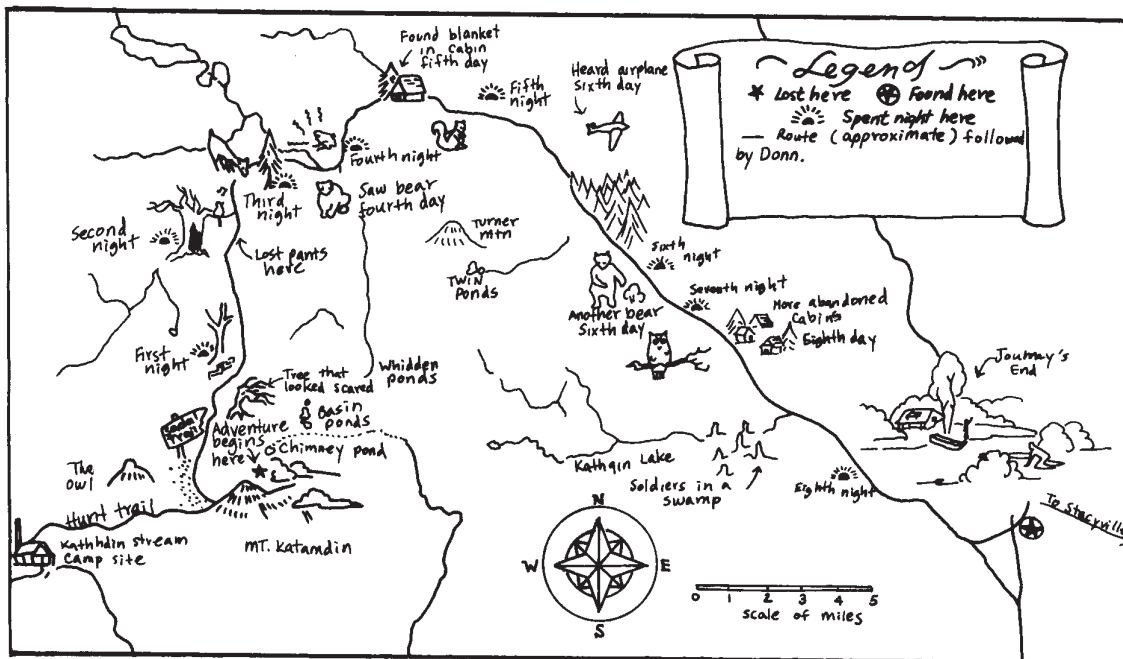 Found blanket
in cabin
fifth day
Fifth
night
Heard airplane
Sixth day
Legend
Lost here
Found here
Spent night here
— Route (approximate) followed
by Donn.
Fourth night
Third
night
Saw bear
fourth day
Second
night
Lost pants
here
Turner
mtn
Twin
Ponds
Sixth
night
Seventh night
Another bear
Sixth day
More abandoned
Cabins
Eighth day
First
night
Tree that
looked scared
Whidden
ponds
Journay's
End
Basin
ponds
Trail
Adventure
begins
here
Chimney pond
The
Owl
Kathqin Lake
Soldiers in a
swamp
Eighth night
Hunt trail
Kathhdin stream
Camp site
MT. Katamdin
To Stacyville
N
W
E
S
0 1 2 3 4 5
scale of miles